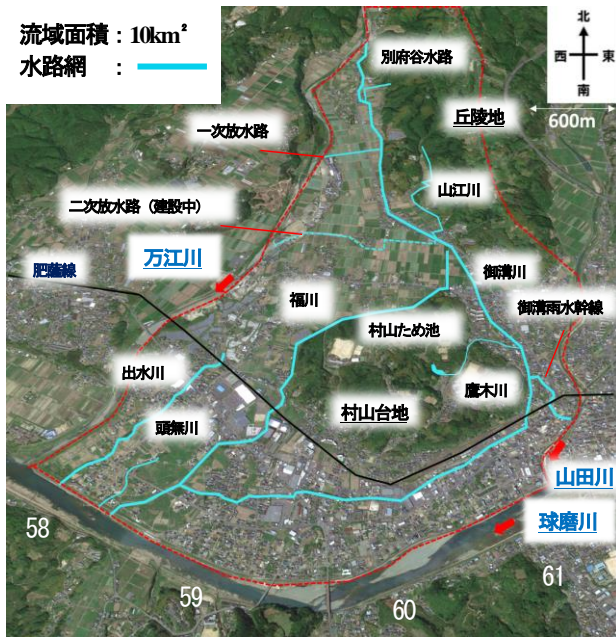 流域面積：10km²
水路網　：
北
西　東
南
600m
別府谷水路
丘陵地
一次放水路
山江川
二次放水路（建設中）
万江川
肥薩線
御溝川
福川
御溝雨水幹線
村山ため池
出水川
鷹木川
村山台地
頭無川
山田川
球磨川
58
59
60
61